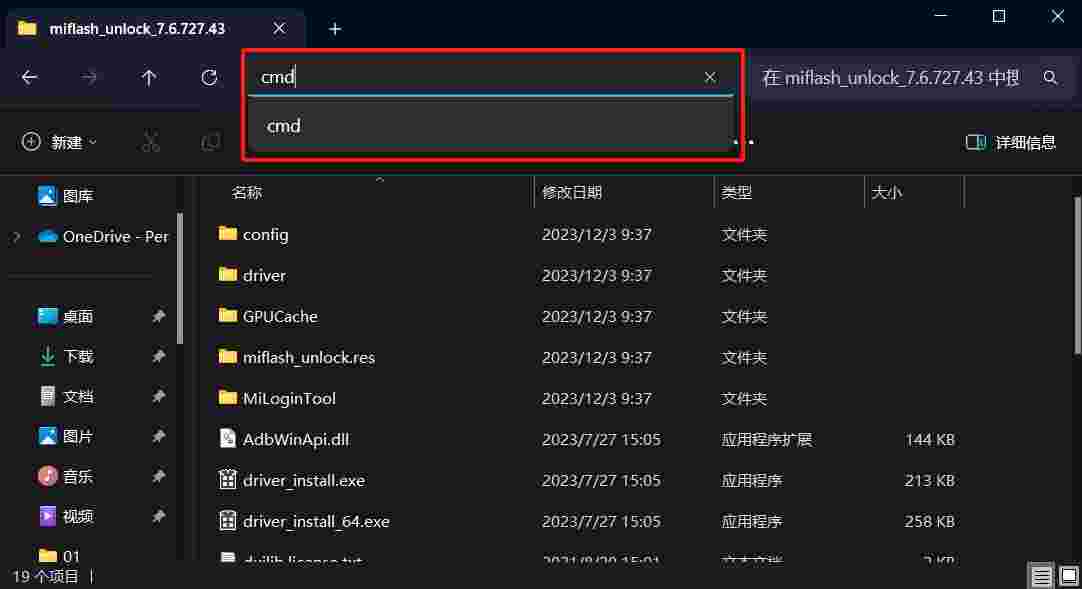 miflash_unlock_7.6.727.43
cmd
在 miflash_unlock_7.6.727.43 中搜
cmd
新建
详细信息
名称 修改日期 类型 大小
图库
OneDrive - Per
桌面
下载
文档
图片
音乐
视频
01
config 2023/12/3 9:37 文件夹
driver 2023/12/3 9:37 文件夹
GPUCache 2023/12/3 9:37 文件夹
miflash_unlock.res 2023/12/3 9:37 文件夹
MiLoginTool 2023/12/3 9:37 文件夹
AdbWinApi.dll 2023/7/27 15:05 应用程序扩展 144 KB
driver_install.exe 2023/7/27 15:05 应用程序 213 KB
driver_install_64.exe 2023/7/27 15:05 应用程序 258 KB
19 个项目